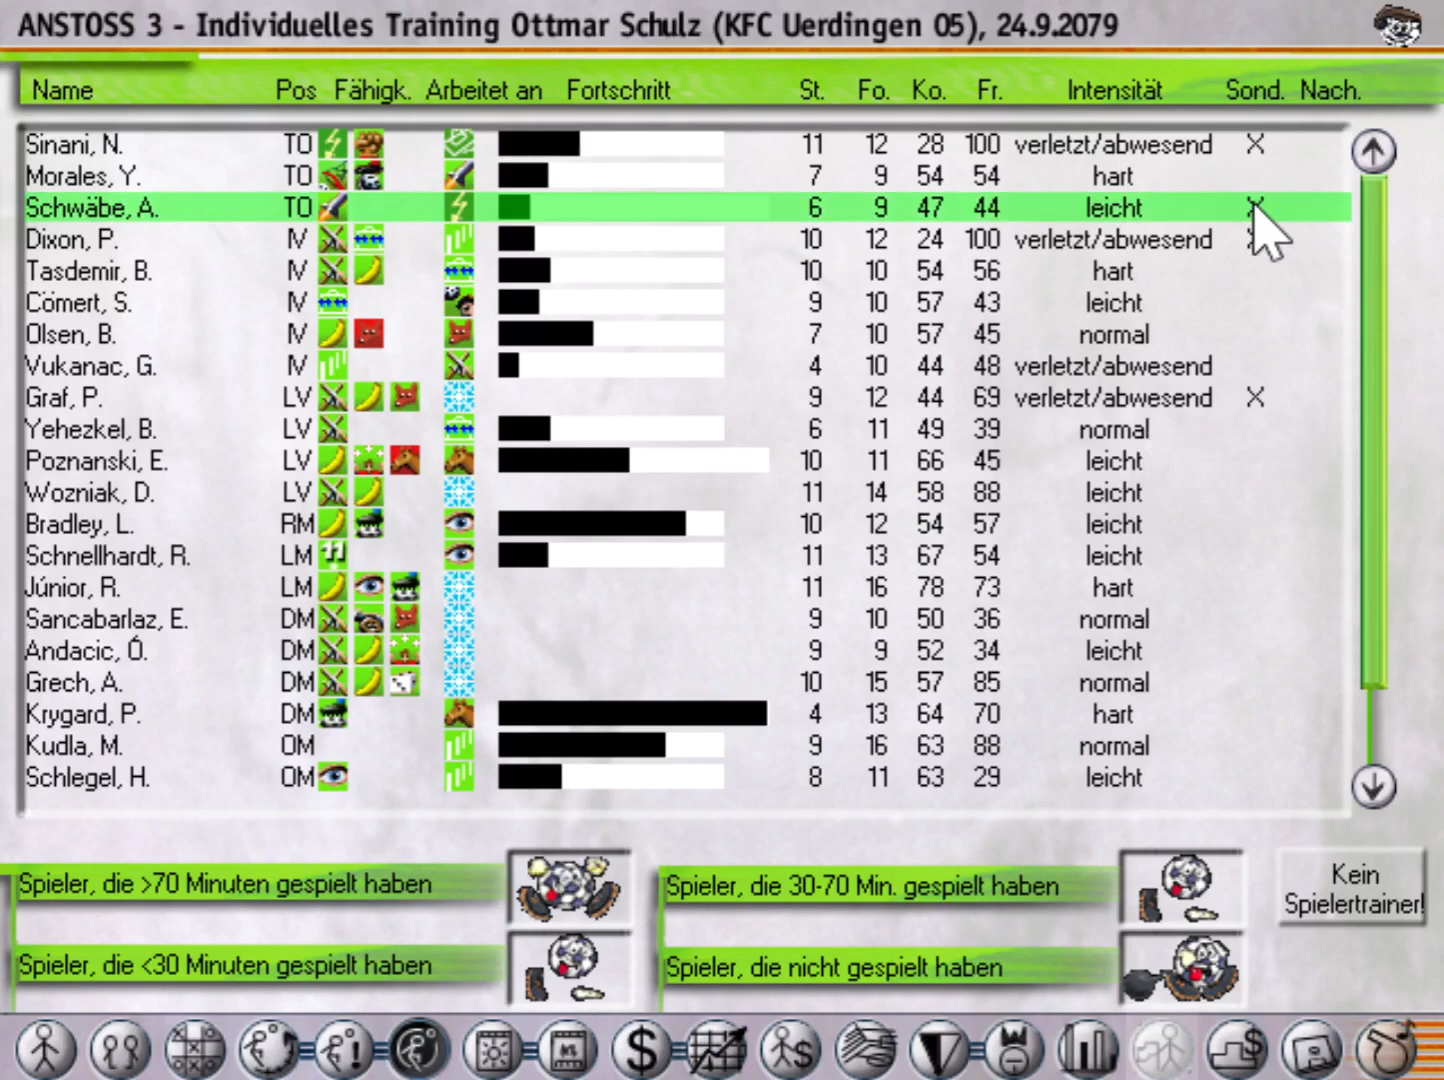 ANSTOSS 3 - Individuelles Training Ottmar Schulz (KFC Uerdingen 05), 24.9.2079
Name Pos Fähigk. Arbeitet an Fortschritt St. Fo. Ko. Fr. Intensität Sond. Nach.
Sinani, N. TO 11 12 28 100 verletzt/abwesend X
Morales, Y. TO 7 9 54 54 hart
Schwäbe, A. TO 6 9 47 44 leicht X
Dixon, P. IV 10 12 24 100 verletzt/abwesend
Tasdemir, B. IV 10 10 54 56 hart
Cömert, S. IV 9 10 57 43 leicht
Olsen, B. IV 7 10 57 45 normal
Vukanac, G. IV 4 10 44 48 verletzt/abwesend
Graf, P. LV 9 12 44 69 verletzt/abwesend X
Yehezkel, B. LV 6 11 49 39 normal
Poznanski, E. LV 10 11 66 45 leicht
Wozniak, D. LV 11 14 58 88 leicht
Bradley, L. RM 10 12 54 57 leicht
Schnellhardt, R. LM 11 13 67 54 leicht
Júnior, R. LM 11 16 78 73 hart
Sancabarlaz, E. DM 9 10 50 36 normal
Andacic, Ó. DM 9 9 52 34 leicht
Grech, A. DM 10 15 57 85 normal
Krygard, P. DM 4 13 64 70 hart
Kudla, M. OM 9 16 63 88 normal
Schlegel, H. OM 8 11 63 29 leicht
Spieler, die >70 Minuten gespielt haben
Spieler, die 30-70 Min. gespielt haben
Kein
Spielertrainer!
Spieler, die <30 Minuten gespielt haben
Spieler, die nicht gespielt haben